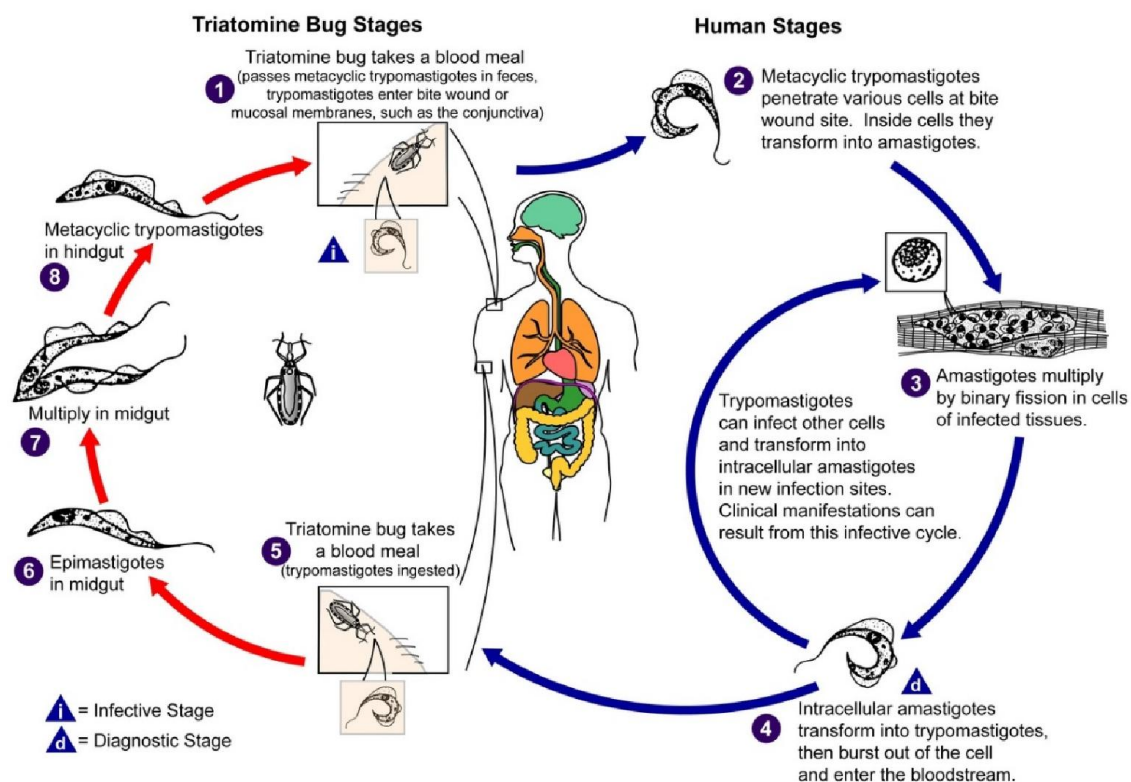 Triatomine Bug Stages
Human Stages
1
Triatomine bug takes a blood meal
(passes metacyclic trypomastigotes in feces,
trypomastigotes enter bite wound or
mucosal membranes, such as the conjunctiva)
i
2
Metacyclic trypomastigotes
penetrate various cells at bite
wound site. Inside cells they
transform into amastigotes.
3
Amastigotes multiply
by binary fission in cells
of infected tissues.
Trypomastigotes
can infect other cells
and transform into
intracellular amastigotes
in new infection sites.
Clinical manifestations can
result from this infective cycle.
d
4
Intracellular amastigotes
transform into trypomastigotes,
then burst out of the cell
and enter the bloodstream.
5
Triatomine bug takes
a blood meal
(trypomastigotes ingested)
6
Epimastigotes
in midgut
7
Multiply in midgut
8
Metacyclic trypomastigotes
in hindgut
i = Infective Stage
d = Diagnostic Stage